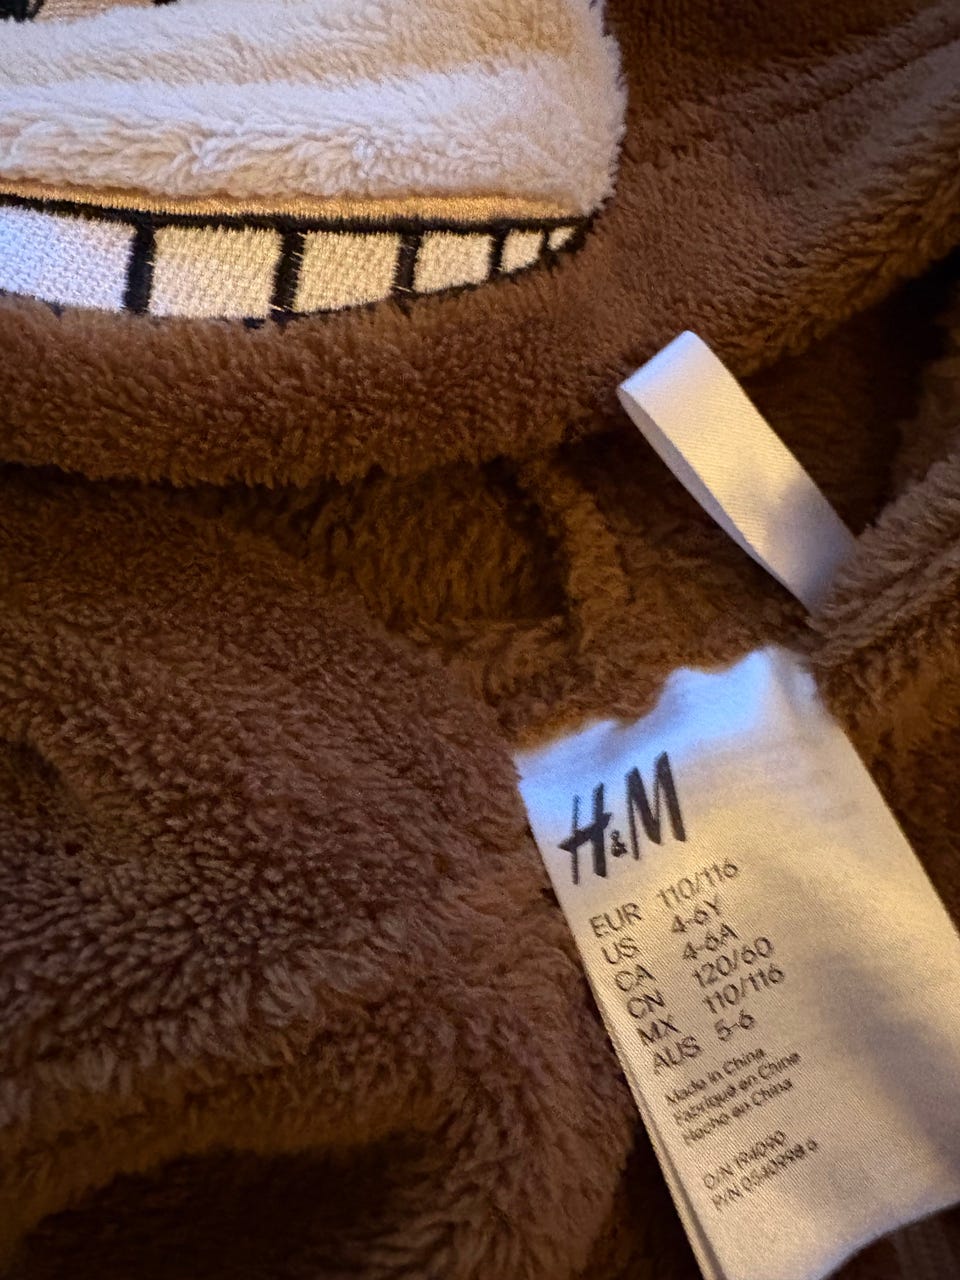 H&M
EUR 110/116
US 4-6Y
CA 4-6A
CN 120/60
MX 110/116
AUS 5-6
Made in China
Fabriqué en Chine
Hecho en China
O/N 194090
P/N